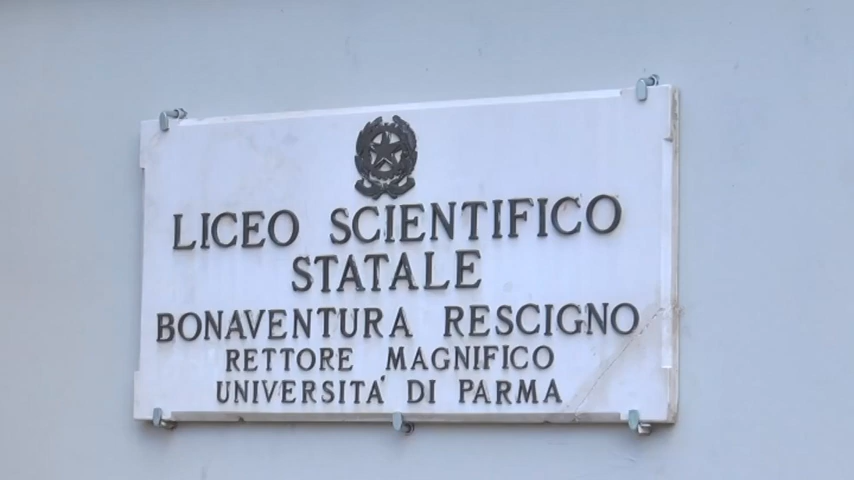 LICEO SCIENTIFICO
STATALE
BONAVENTURA RESCIGNO
RETTORE MAGNIFICO
UNIVERSITA' DI PARMA